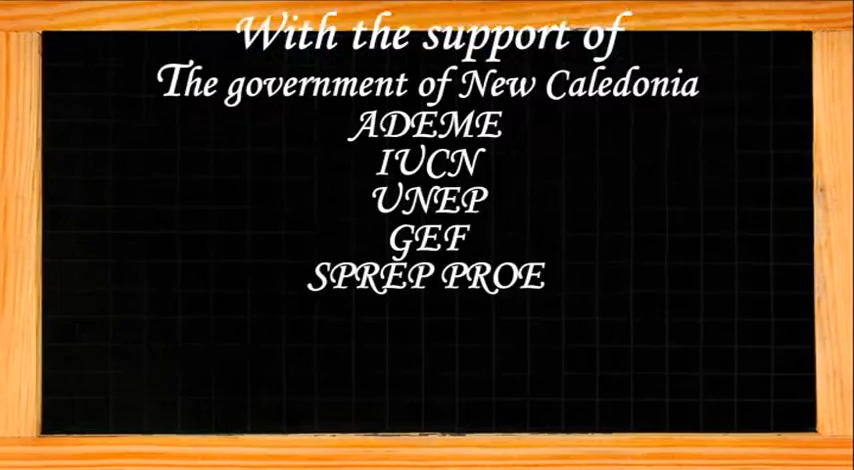 With the support of
The government of New Caledonia
ADEME
IUCN
UNEP
GEF
SPREP PROE